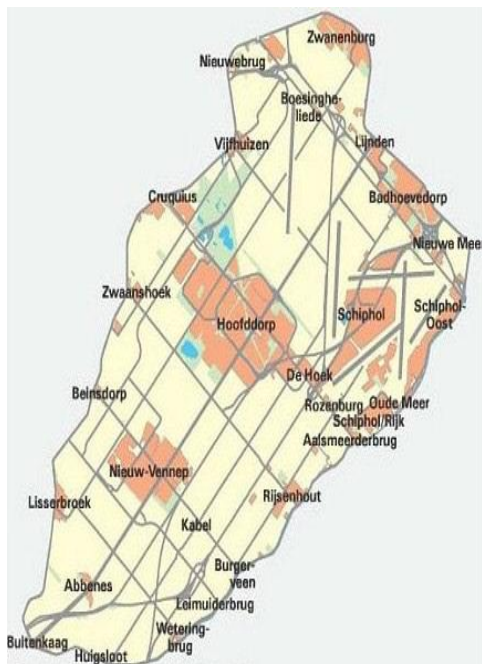 Zwanenburg
Nieuwebrug
Boesinghe-
liede
Vijfhuizen
Lijnden
Cruquius
Badhoevedorp
Nieuwe Meer
Zwaanshoek
Schiphol-
Oost
Hoofddorp
Schiphol
De Hoek
Beinsdorp
Rozenburg
Oude Meer
Schiphol/Rijk
Aalsmeerderbrug
Nieuw-Vennep
Rijsenhout
Lisserbroek
Kabel
Burger-
veen
Abbenes
Leimuiderbrug
Wetering-
brug
Buitenkaag
Huigsloot